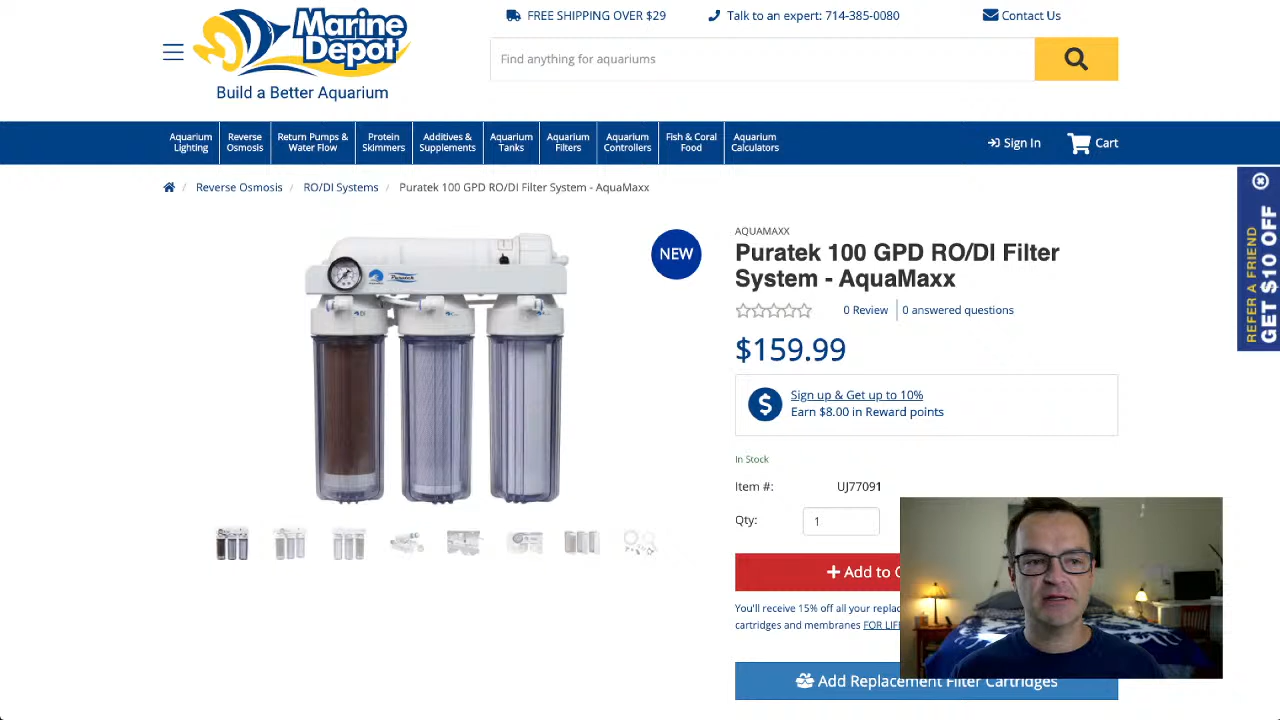 Marine
Depot
Build a Better Aquarium
FREE SHIPPING OVER $29
Talk to an expert: 714-385-0080
Contact Us
Find anything for aquariums
Aquarium
Lighting
Reverse
Osmosis
Return Pumps &
Water Flow
Protein
Skimmers
Additives &
Supplements
Aquarium
Tanks
Aquarium
Filters
Aquarium
Controllers
Fish & Coral
Food
Aquarium
Calculators
Sign In
Cart
Reverse Osmosis / RO/DI Systems / Puratek 100 GPD RO/DI Filter System - AquaMaxx
REFER A FRIEND
GET $10 OFF
Puratek
NEW
AQUAMAXX
Puratek 100 GPD RO/DI Filter
System - AquaMaxx
0 Review
0 answered questions
$159.99
Sign up & Get up to 10%
Earn $8.00 in Reward points
In Stock
Item #: UJ77091
Qty: 1
Add to
You'll receive 15% off all your
cartridges and membranes FOR
Add Replacement Filter Cartridges